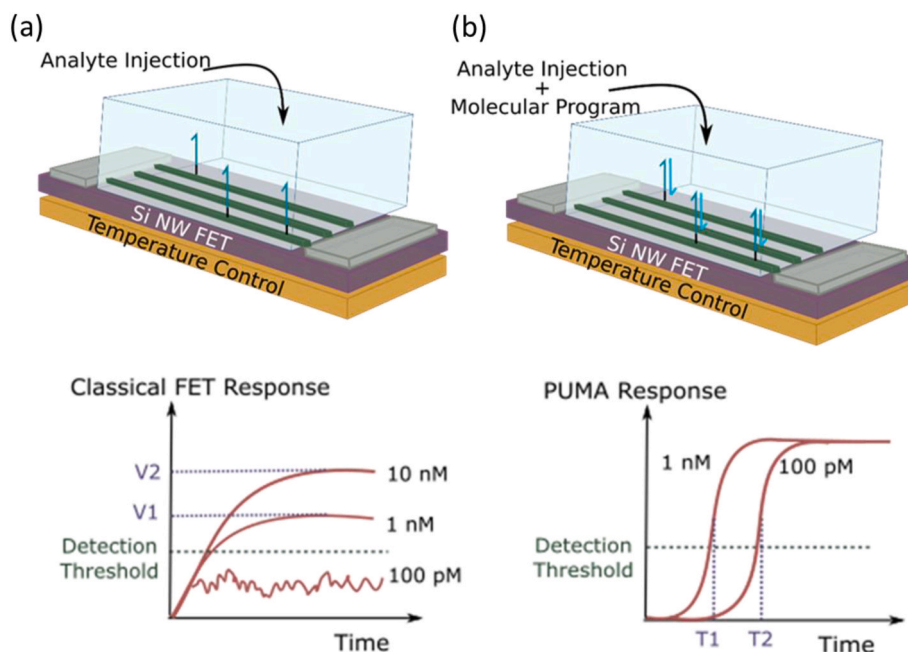 (a)
Analyte Injection
Si NW FET
Temperature Control
Classical FET Response
V2
10 nM
V1
1 nM
Detection
Threshold
100 pM
Time
(b)
Analyte Injection
+
Molecular Program
Si NW FET
Temperature Control
PUMA Response
1 nM
100 pM
Detection
Threshold
T1
T2
Time